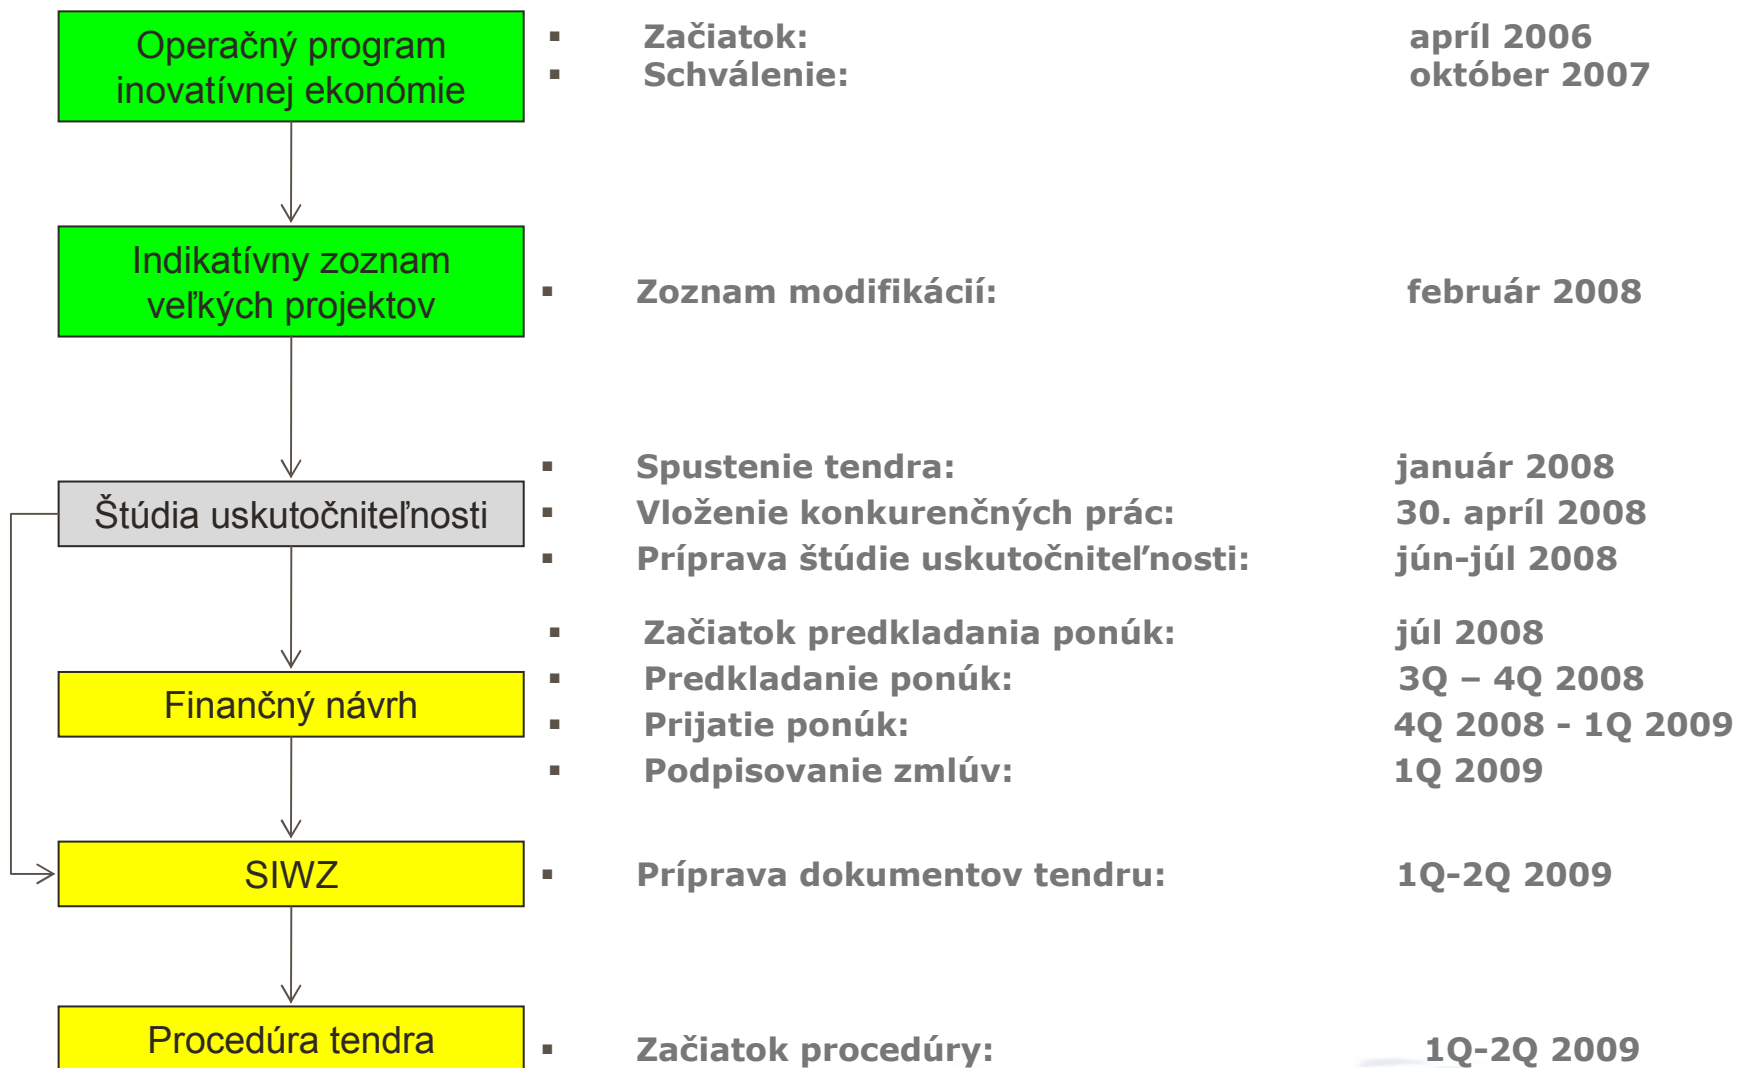 Operačný program
inovatívnej ekonómie
▪ Začiatok: apríl 2006
▪ Schválenie: október 2007
Indikatívny zoznam
veľkých projektov
▪ Zoznam modifikácií: február 2008
Štúdia uskutočniteľnosti
▪ Spustenie tendra: január 2008
▪ Vloženie konkurenčných prác: 30. apríl 2008
▪ Príprava štúdie uskutočniteľnosti: jún-júl 2008
Finančný návrh
▪ Začiatok predkladania ponúk: júl 2008
▪ Predkladanie ponúk: 3Q – 4Q 2008
▪ Prijatie ponúk: 4Q 2008 - 1Q 2009
▪ Podpisovanie zmlúv: 1Q 2009
SIWZ
▪ Príprava dokumentov tendru: 1Q-2Q 2009
Procedúra tendra
▪ Začiatok procedúry: 1Q-2Q 2009